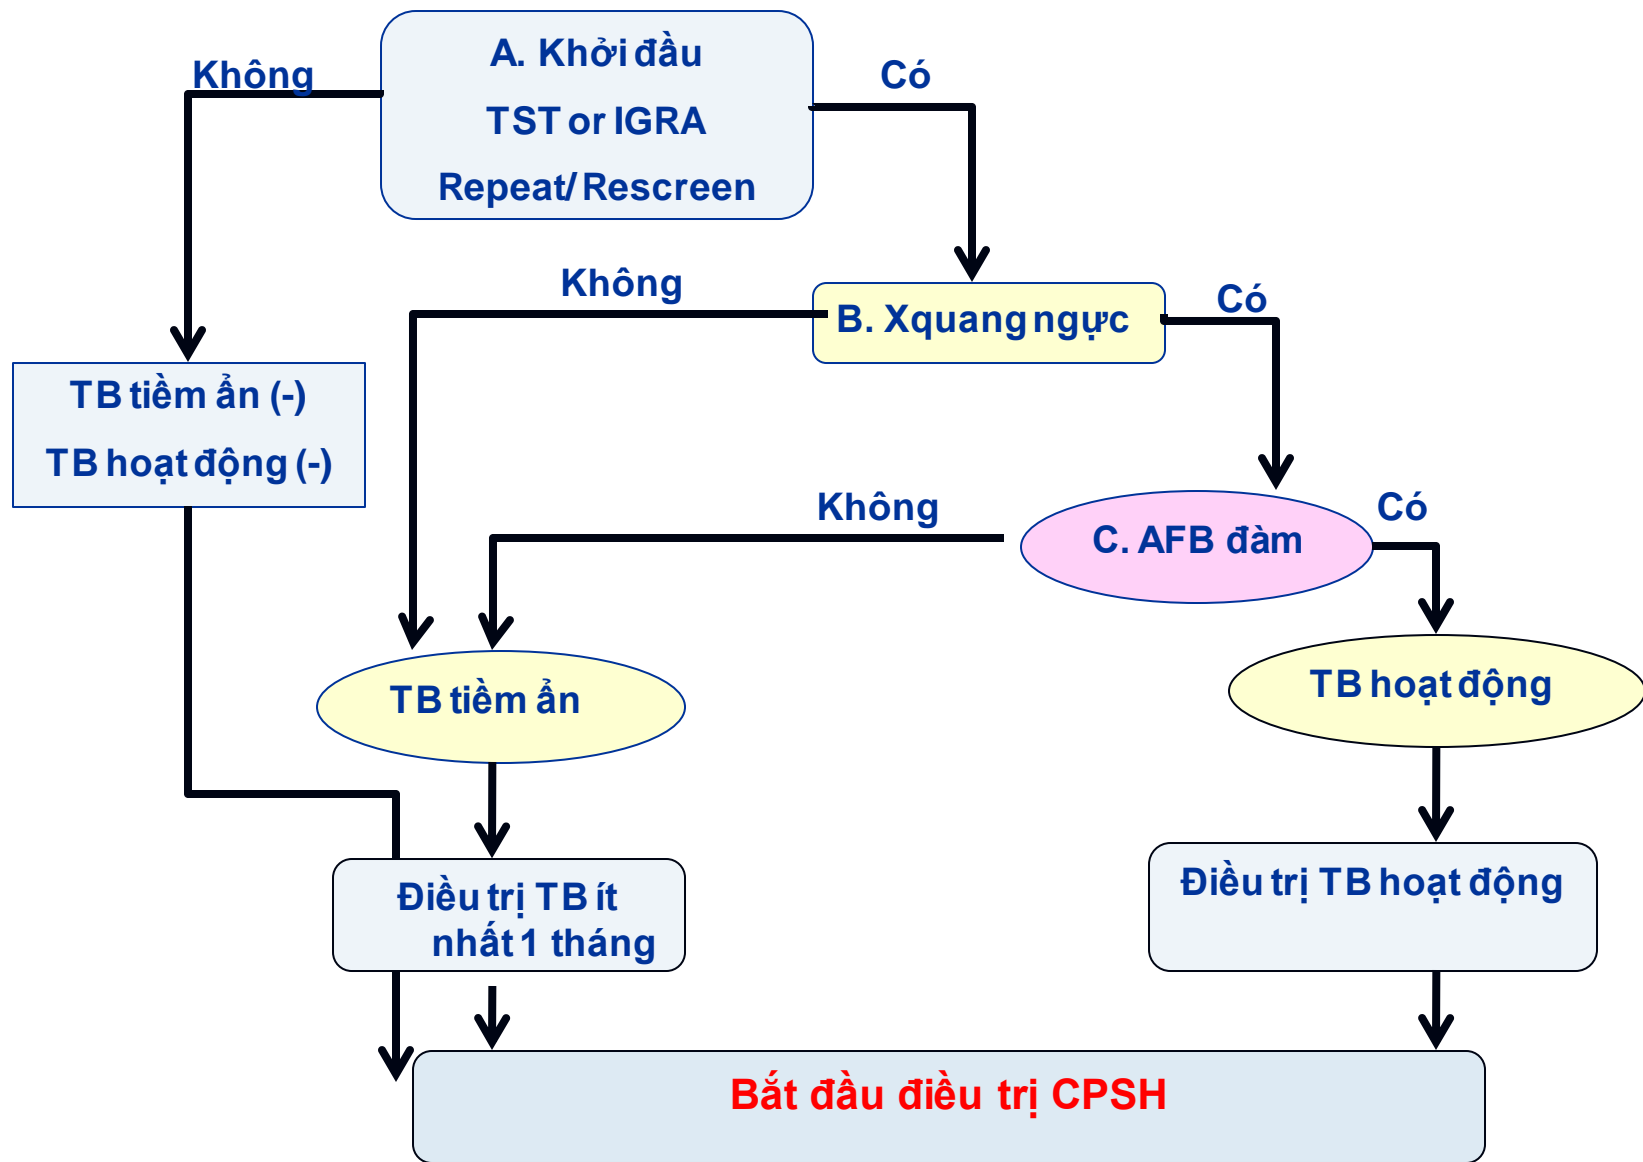 A. Khởi đầu
TST or IGRA
Repeat/ Rescreen
Không
Có
Không
B. Xquang ngực
Có
TB tiềm ẩn (-)
TB hoạt động (-)
Không
C. AFB đàm
Có
TB tiềm ẩn
TB hoạt động
Điều trị TB ít
nhất 1 tháng
Điều trị TB hoạt động
Bắt đầu điều trị CPSH